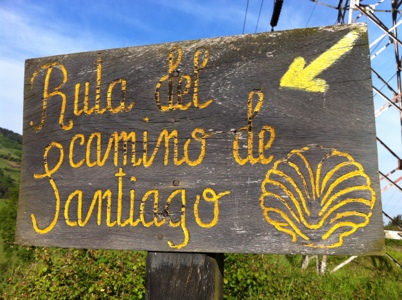 Ruta del
camino de
Santiago